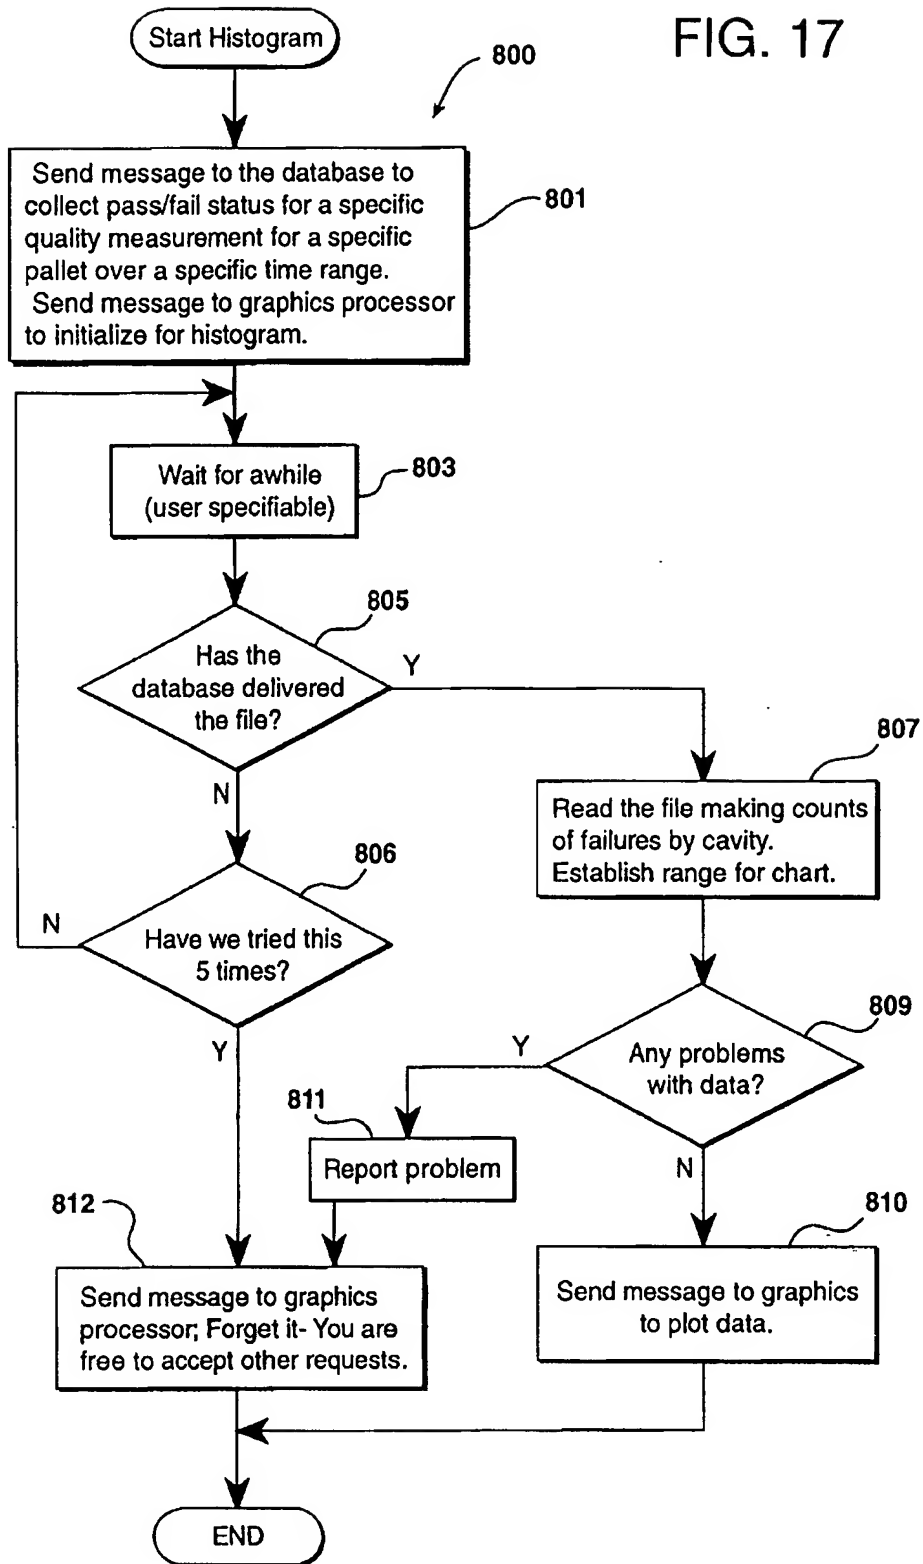 FIG. 17
Start Histogram
800
Send message to the database to
collect pass/fail status for a specific
quality measurement for a specific
pallet over a specific time range.
Send message to graphics processor
to initialize for histogram.
801
Wait for awhile
(user specifiable)
803
805
Has the
database delivered
the file?
Y
N
807
Read the file making counts
of failures by cavity.
Establish range for chart.
806
Have we tried this
5 times?
N
Y
809
Any problems
with data?
Y
N
811
Report problem
812
Send message to graphics
processor; Forget it- You are
free to accept other requests.
810
Send message to graphics
to plot data.
END